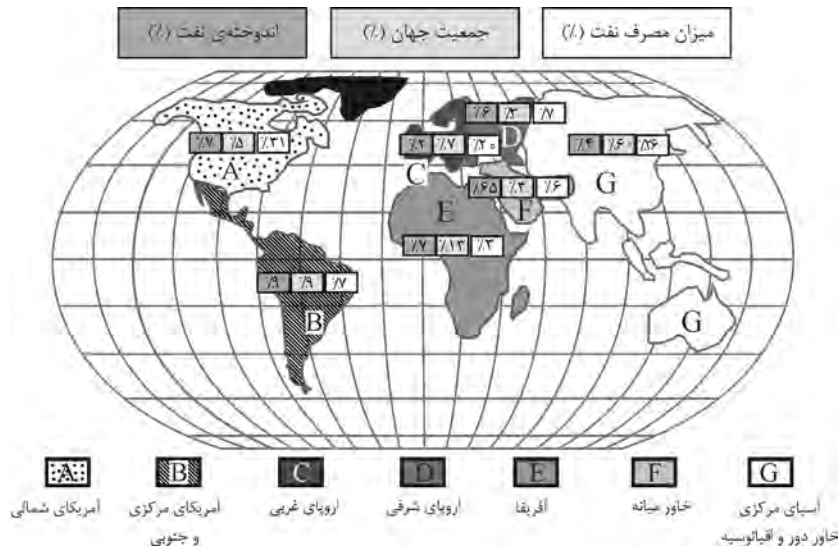 میزان مصرف نفت (٪)
جمعیت جهان (٪)
اندوخته‌ی نفت (٪)
٪۶ ٪۳ ٪۷
D
٪۷ ٪۵ ٪۳۱
A
٪۲ ٪۷ ٪۲۰
C
٪۴ ٪۶۰ ٪۲۶
G
٪۶۵ ٪۳ ٪۶
F
E
٪۷ ٪۱۳ ٪۳
٪۹ ٪۹ ٪۷
B
G
A
B
C
D
E
F
G
آمریکای شمالی
آمریکای مرکزی
و جنوبی
اروپای غربی
اروپای شرقی
آفریقا
خاور میانه
آسیای مرکزی
خاور دور و اقیانوسیه